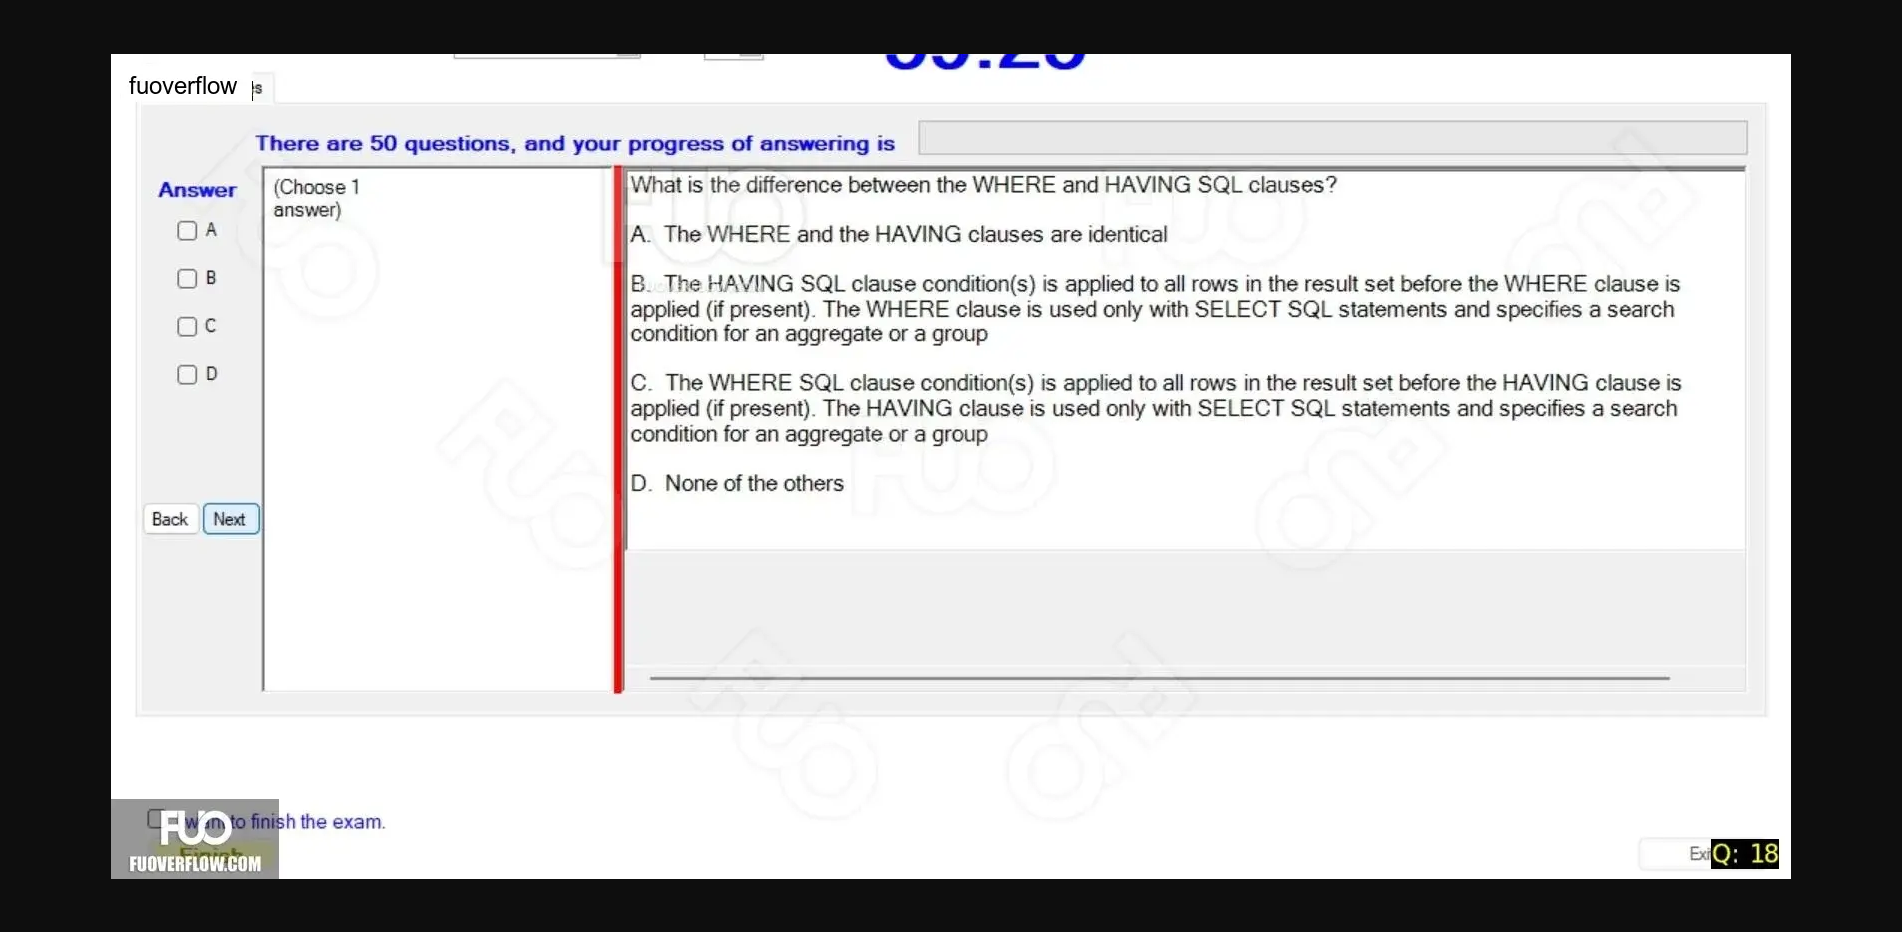 fuoverflow
There are 50 questions, and your progress of answering is
Answer
(Choose 1
answer)
A
B
C
D
Back
Next
What is the difference between the WHERE and HAVING SQL clauses?
A. The WHERE and the HAVING clauses are identical
B. The HAVING SQL clause condition(s) is applied to all rows in the result set before the WHERE clause is
applied (if present). The WHERE clause is used only with SELECT SQL statements and specifies a search
condition for an aggregate or a group
C. The WHERE SQL clause condition(s) is applied to all rows in the result set before the HAVING clause is
applied (if present). The HAVING clause is used only with SELECT SQL statements and specifies a search
condition for an aggregate or a group
D. None of the others
want to finish the exam.
Finish
FUO
FUOVERFLOW.COM
Q: 18